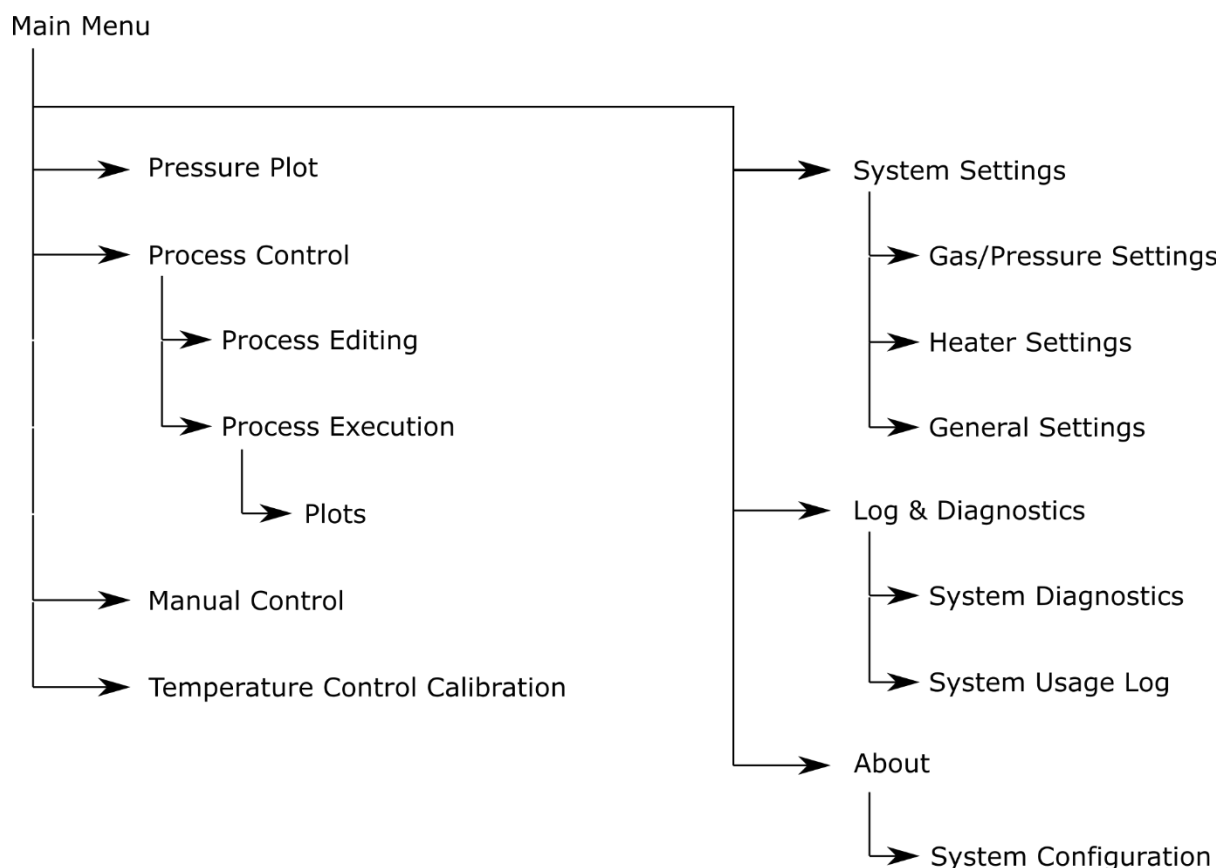 Main Menu
Pressure Plot
Process Control
Process Editing
Process Execution
Plots
Manual Control
Temperature Control Calibration
System Settings
Gas/Pressure Settings
Heater Settings
General Settings
Log & Diagnostics
System Diagnostics
System Usage Log
About
System Configuration